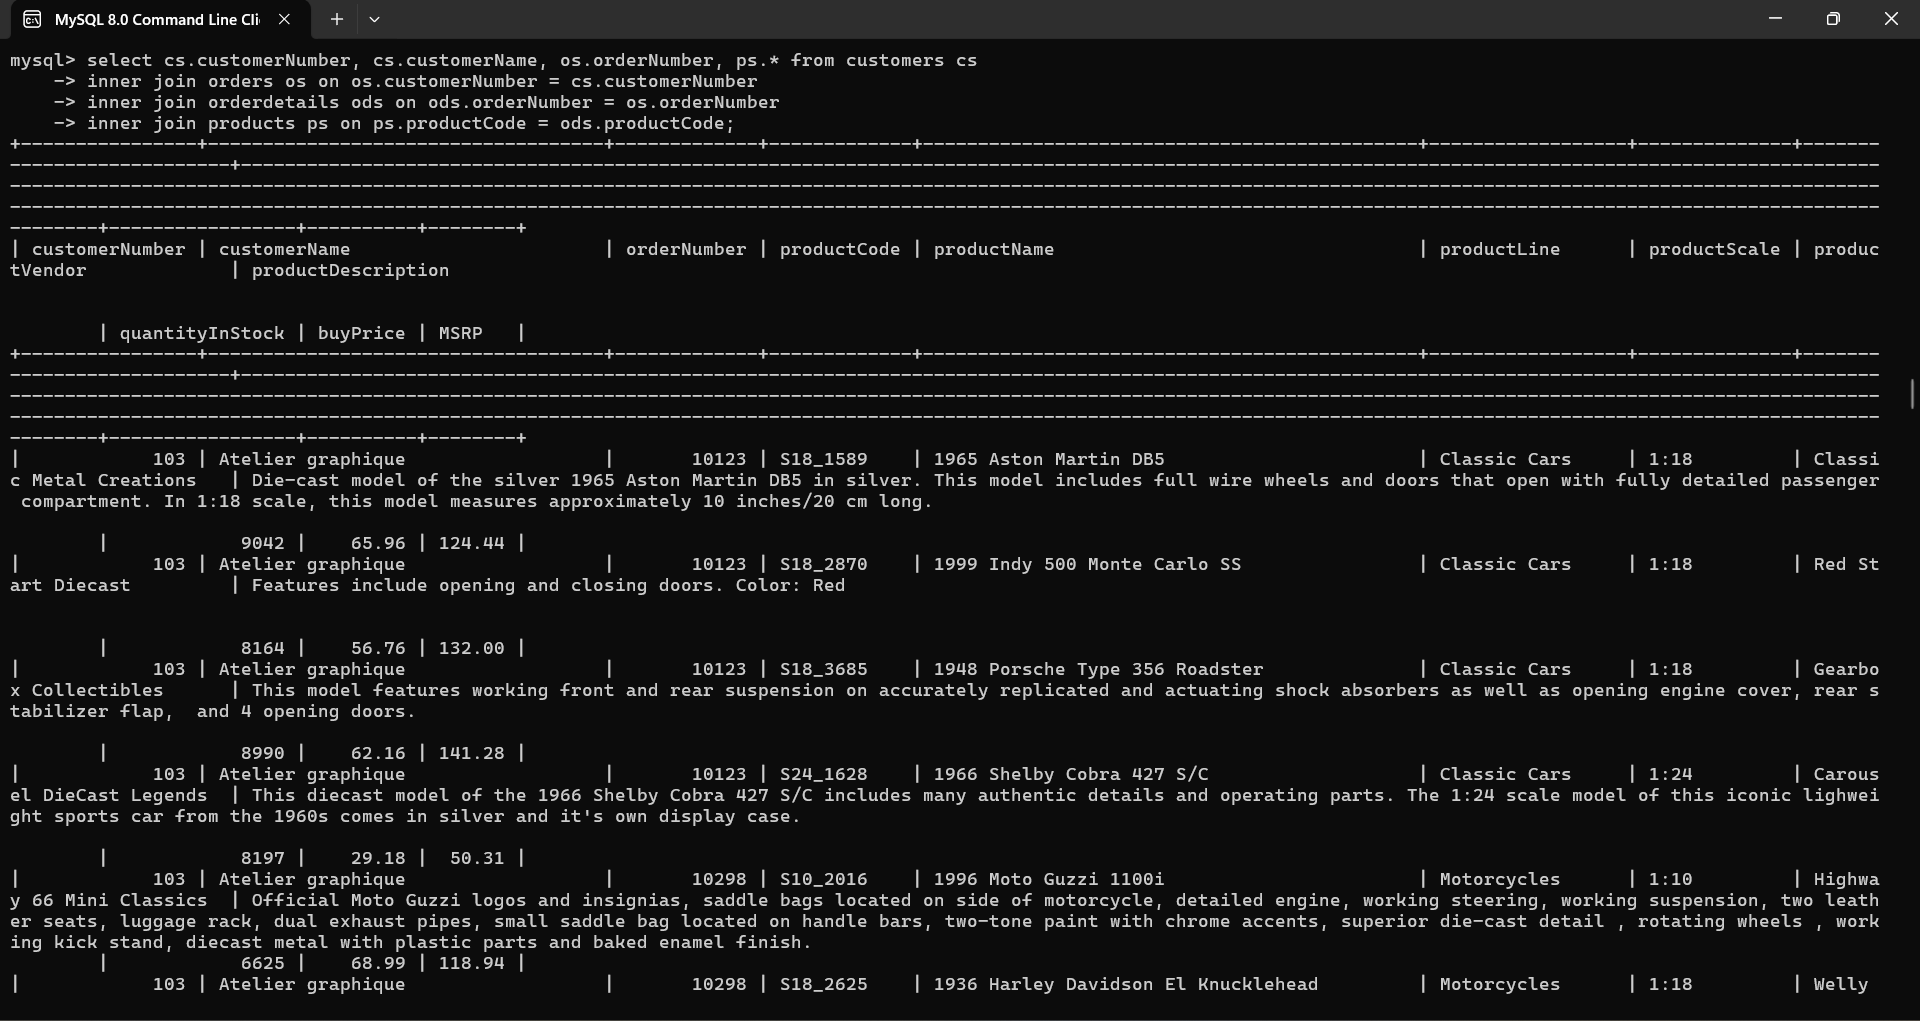 MySQL 8.0 Command Line Cli
mysql> select cs.customerNumber, cs.customerName, os.orderNumber, ps.* from customers cs
    -> inner join orders os on os.customerNumber = cs.customerNumber
    -> inner join orderdetails ods on ods.orderNumber = os.orderNumber
    -> inner join products ps on ps.productCode = ods.productCode;
| customerNumber | customerName | orderNumber | productCode | productName | productLine | productScale | produc
tVendor | productDescription
| quantityInStock | buyPrice | MSRP |
| 103 | Atelier graphique | 10123 | S18_1589 | 1965 Aston Martin DB5 | Classic Cars | 1:18 | Classi
c Metal Creations | Die-cast model of the silver 1965 Aston Martin DB5 in silver. This model includes full wire wheels and doors that open with fully detailed passenger
compartment. In 1:18 scale, this model measures approximately 10 inches/20 cm long.
| 9042 | 65.96 | 124.44 |
| 103 | Atelier graphique | 10123 | S18_2870 | 1999 Indy 500 Monte Carlo SS | Classic Cars | 1:18 | Red St
art Diecast | Features include opening and closing doors. Color: Red
| 8164 | 56.76 | 132.00 |
| 103 | Atelier graphique | 10123 | S18_3685 | 1948 Porsche Type 356 Roadster | Classic Cars | 1:18 | Gearbo
x Collectibles | This model features working front and rear suspension on accurately replicated and actuating shock absorbers as well as opening engine cover, rear s
tabilizer flap,  and 4 opening doors.
| 8990 | 62.16 | 141.28 |
| 103 | Atelier graphique | 10123 | S24_1628 | 1966 Shelby Cobra 427 S/C | Classic Cars | 1:24 | Carous
el DieCast Legends | This diecast model of the 1966 Shelby Cobra 427 S/C includes many authentic details and operating parts. The 1:24 scale model of this iconic lighwei
ght sports car from the 1960s comes in silver and it's own display case.
| 8197 | 29.18 | 50.31 |
| 103 | Atelier graphique | 10298 | S10_2016 | 1996 Moto Guzzi 1100i | Motorcycles | 1:10 | Highwa
y 66 Mini Classics | Official Moto Guzzi logos and insignias, saddle bags located on side of motorcycle, detailed engine, working steering, working suspension, two leath
er seats, luggage rack, dual exhaust pipes, small saddle bag located on handle bars, two-tone paint with chrome accents, superior die-cast detail , rotating wheels , work
ing kick stand, diecast metal with plastic parts and baked enamel finish.
| 6625 | 68.99 | 118.94 |
| 103 | Atelier graphique | 10298 | S18_2625 | 1936 Harley Davidson El Knucklehead | Motorcycles | 1:18 | Welly